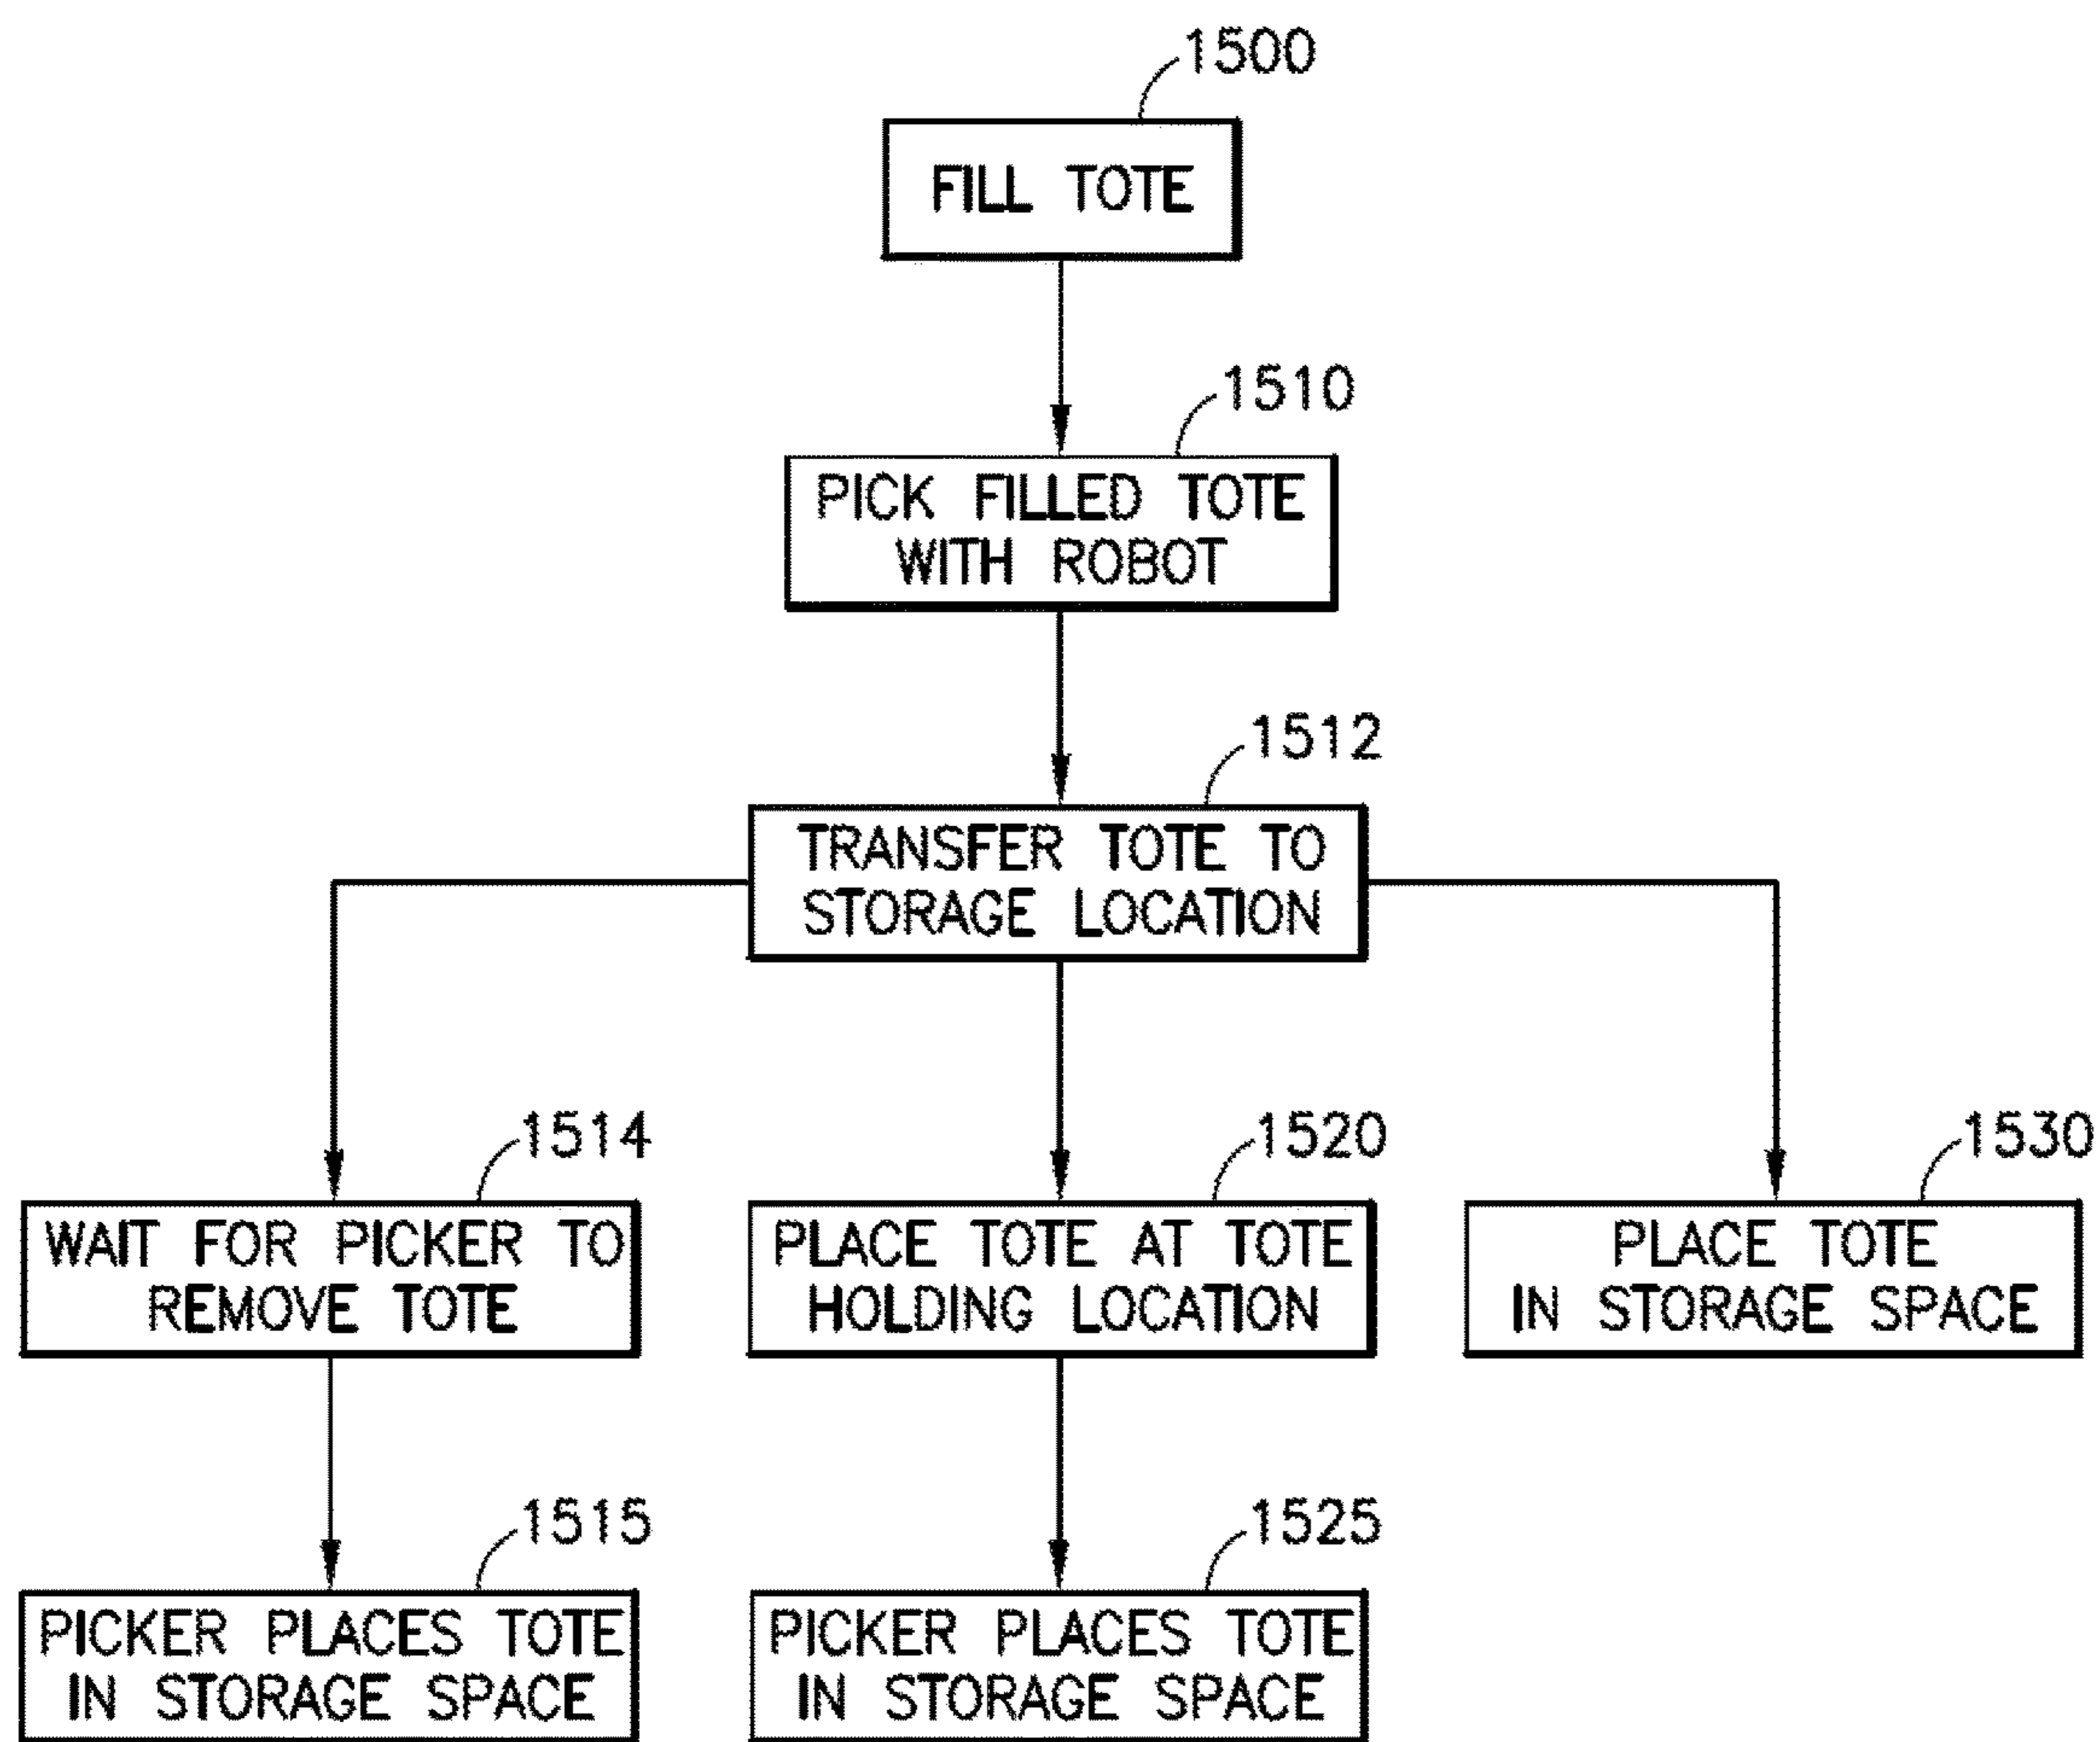 1500
FILL TOTE
1510
PICK FILLED TOTE
WITH ROBOT
1512
TRANSFER TOTE TO
STORAGE LOCATION
1514
WAIT FOR PICKER TO
REMOVE TOTE
1520
PLACE TOTE AT TOTE
HOLDING LOCATION
1530
PLACE TOTE
IN STORAGE SPACE
1515
PICKER PLACES TOTE
IN STORAGE SPACE
1525
PICKER PLACES TOTE
IN STORAGE SPACE